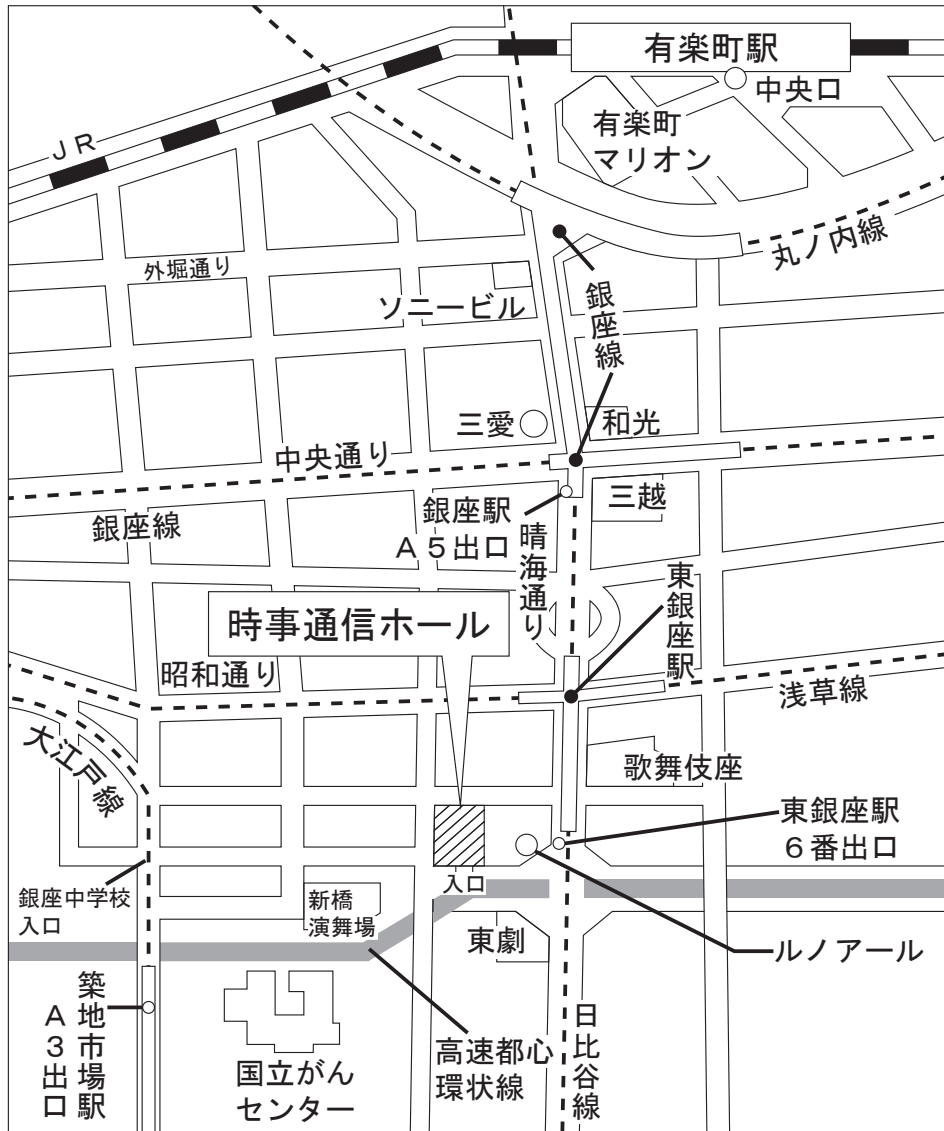 有楽町駅
中央口
JR
有楽町
マリオン
丸ノ内線
外堀通り
ソニービル
銀座線
三愛
和光
中央通り
銀座線
銀座駅
A5出口
三越
晴海通り
東銀座駅
時事通信ホール
昭和通り
浅草線
大江戸線
歌舞伎座
東銀座駅
6番出口
入口
銀座中学校
入口
新橋
演舞場
東劇
ルノアール
築地市場駅
A3出口
国立がん
センター
高速都心
環状線
日比谷線